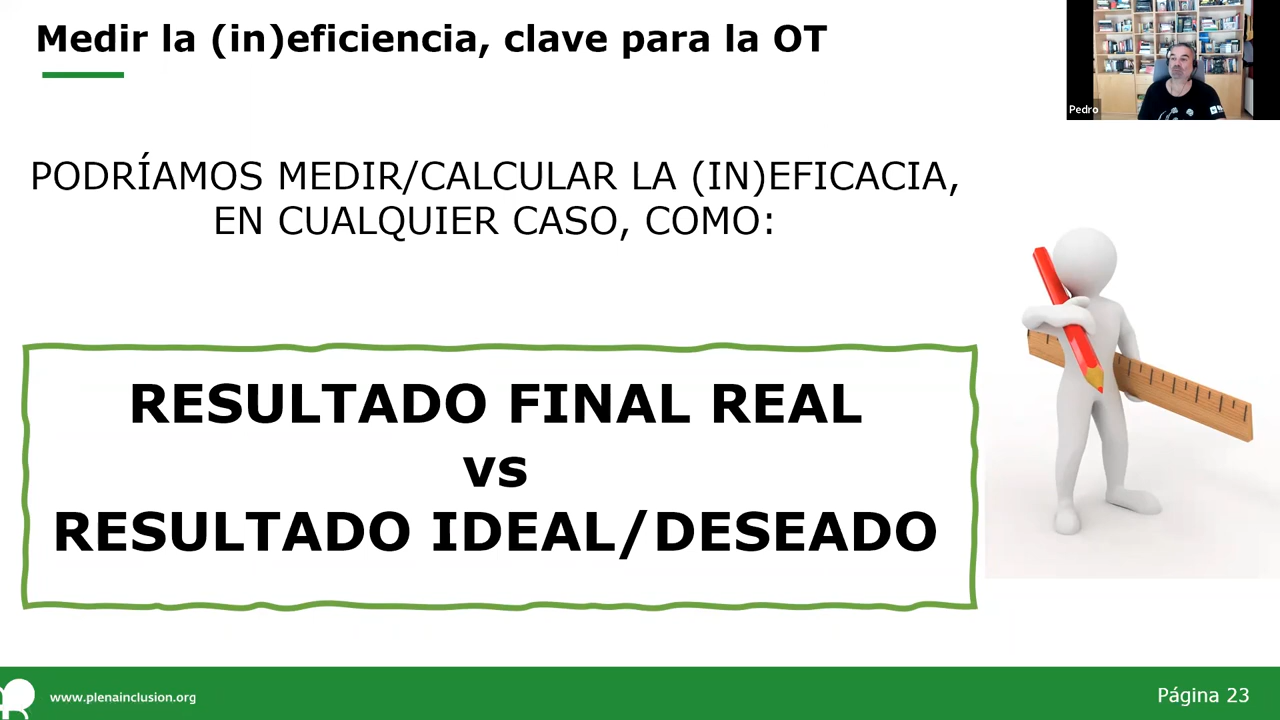 Medir la (in)eficiencia, clave para la OT
Pedro
PODRÍAMOS MEDIR/CALCULAR LA (IN)EFICACIA,
EN CUALQUIER CASO, COMO:
RESULTADO FINAL REAL
vs
RESULTADO IDEAL/DESEADO
www.plenainclusion.org
Página 23